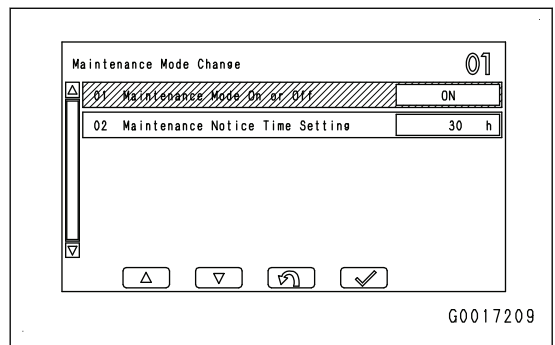 Maintenance Mode Change 01
01 Maintenance Mode On or Off ON
02 Maintenance Notice Time Setting 30 h
G0017209